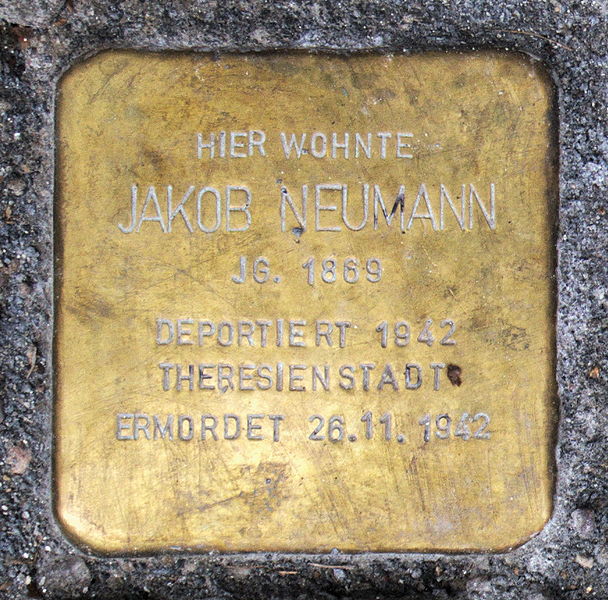 HIER WOHNTE
JAKOB NEUMANN
JG. 1869
DEPORTIERT 1942
THERESIENSTADT
ERMORDET 26.11.1942